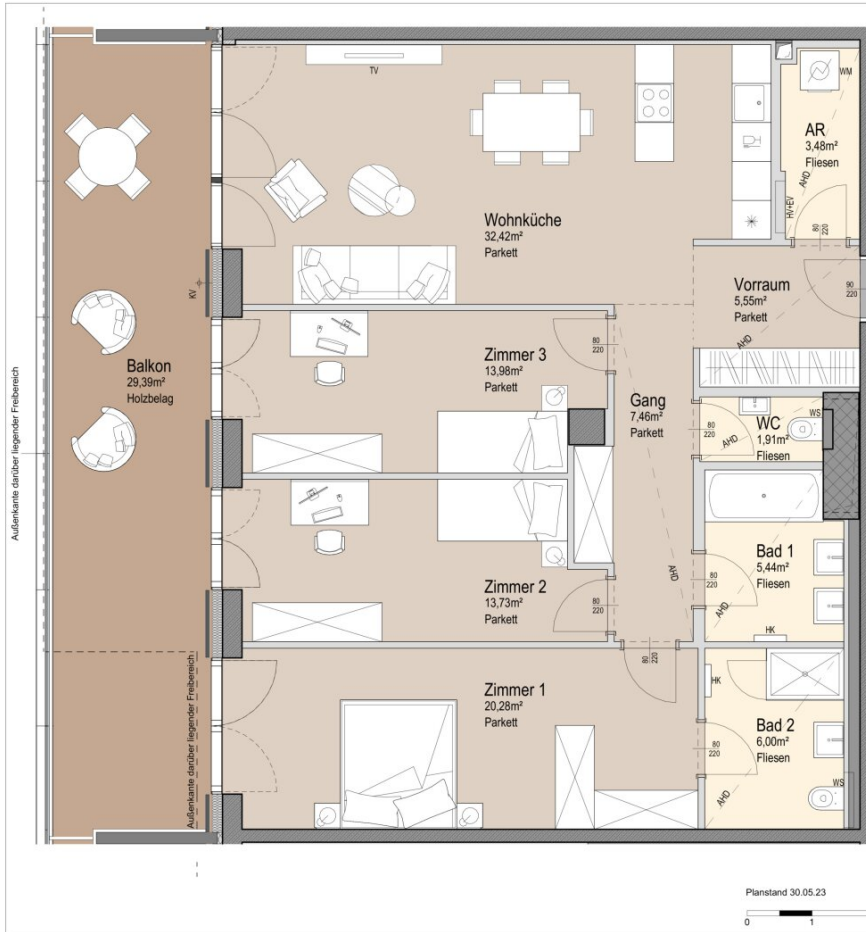 TV
WM
AR
3,48m²
Fliesen
AHD
HV+EV
80
220
Wohnküche
32,42m²
Parkett
Vorraum
5,55m²
Parkett
90
220
AHD
KV
Balkon
29,39m²
Holzbelag
Außenkante darüber liegender Freibereich
Zimmer 3
13,98m²
Parkett
80
220
Gang
7,46m²
Parkett
AHD
80
220
WC
1,91m²
Fliesen
WS
AHD
Zimmer 2
13,73m²
Parkett
80
220
Bad 1
5,44m²
Fliesen
80
220
AHD
HK
Zimmer 1
20,28m²
Parkett
80
220
HK
Bad 2
6,00m²
Fliesen
80
220
AHD
WS
Außenkante darüber liegender Freibereich
Planstand 30.05.23
0 1